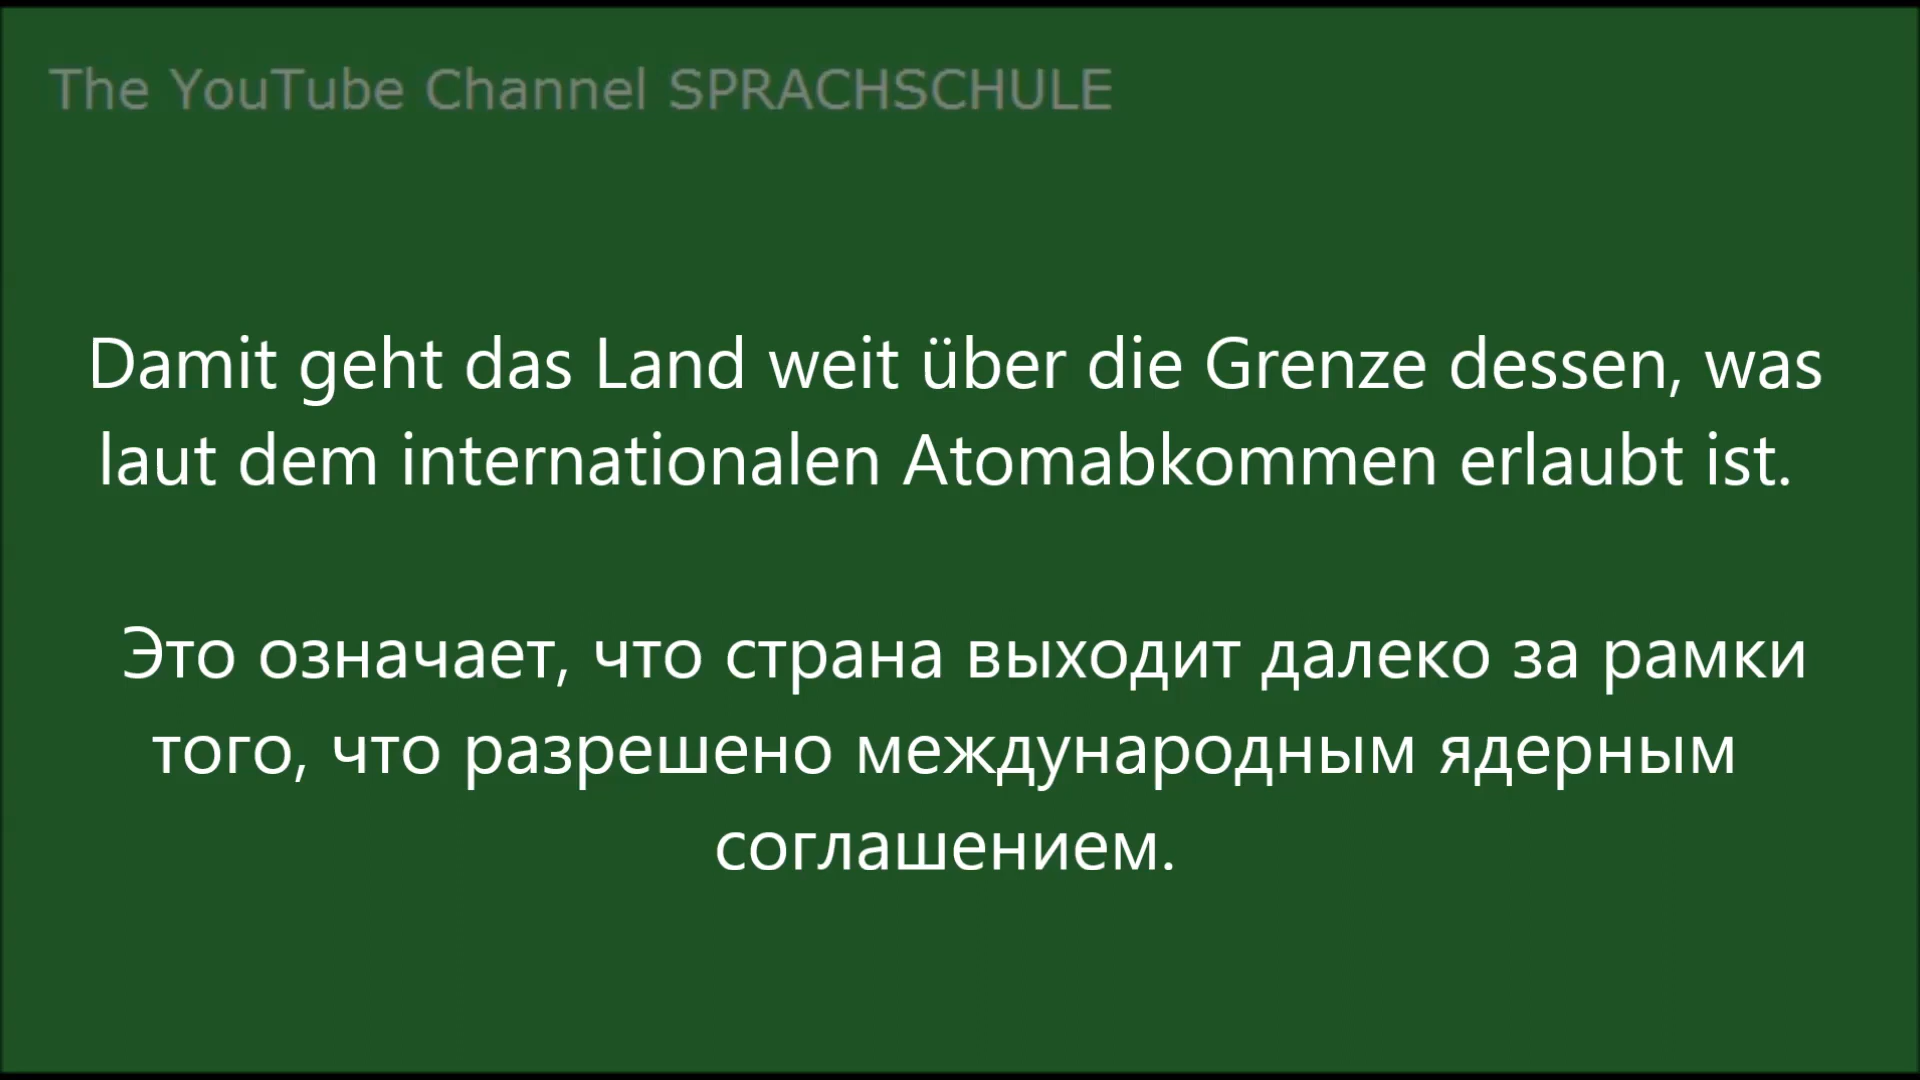 The YouTube Channel SPRACHSCHULE
Damit geht das Land weit über die Grenze dessen, was
laut dem internationalen Atomabkommen erlaubt ist.
Это означает, что страна выходит далеко за рамки
того, что разрешено международным ядерным
соглашением.